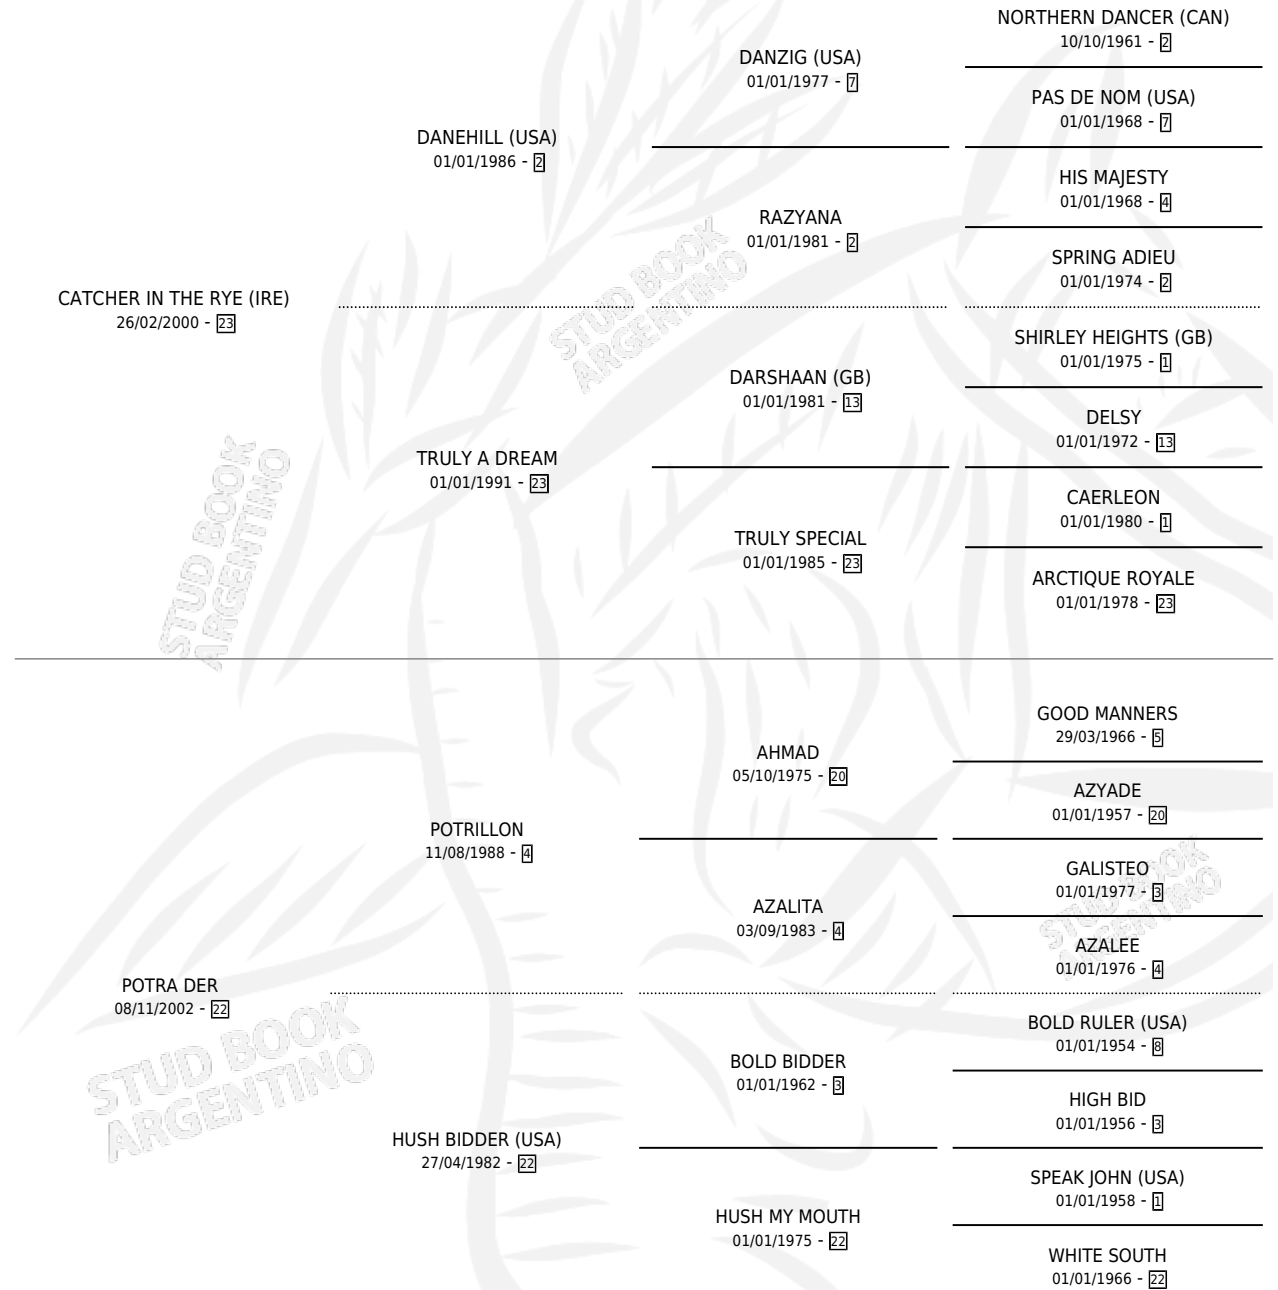 NORTHERN DANCER (CAN)
10/10/1961 - 2
DANZIG (USA)
01/01/1977 - 7
PAS DE NOM (USA)
01/01/1968 - 7
DANEHILL (USA)
01/01/1986 - 2
HIS MAJESTY
01/01/1968 - 4
RAZYANA
01/01/1981 - 2
SPRING ADIEU
01/01/1974 - 2
CATCHER IN THE RYE (IRE)
26/02/2000 - 23
SHIRLEY HEIGHTS (GB)
01/01/1975 - 1
DARSHAAN (GB)
01/01/1981 - 13
DELSY
01/01/1972 - 13
TRULY A DREAM
01/01/1991 - 23
CAERLEON
01/01/1980 - 1
TRULY SPECIAL
01/01/1985 - 23
ARCTIQUE ROYALE
01/01/1978 - 23
GOOD MANNERS
29/03/1966 - 5
AHMAD
05/10/1975 - 20
AZYADE
01/01/1957 - 20
POTRILLON
11/08/1988 - 4
GALISTEO
01/01/1977 - 3
AZALITA
03/09/1983 - 4
AZALEE
01/01/1976 - 4
POTRA DER
08/11/2002 - 22
BOLD RULER (USA)
01/01/1954 - 8
BOLD BIDDER
01/01/1962 - 3
HIGH BID
01/01/1956 - 3
HUSH BIDDER (USA)
27/04/1982 - 22
SPEAK JOHN (USA)
01/01/1958 - 1
HUSH MY MOUTH
01/01/1975 - 22
WHITE SOUTH
01/01/1966 - 22
STUD BOOK
ARGENTINO
STUD BOOK
ARGENTINO
STUD BOOK
ARGENTINO
STUD BOOK
ARGENTINO